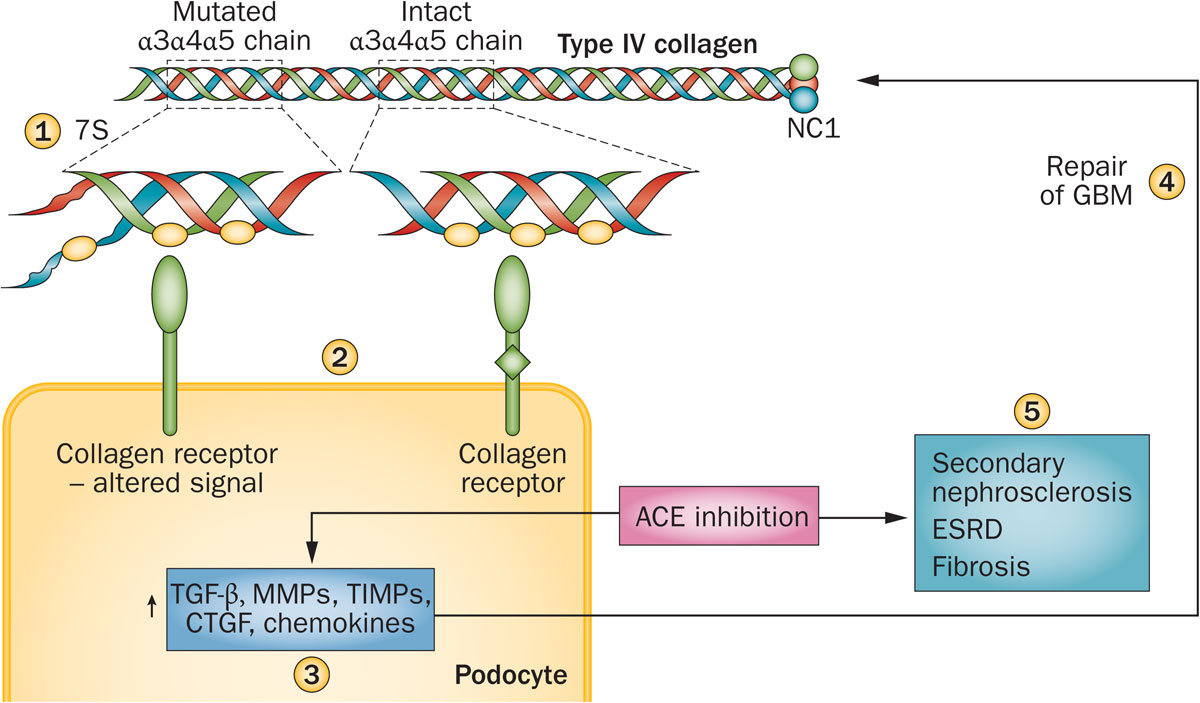 Mutated
α3α4α5 chain
Intact
α3α4α5 chain
Type IV collagen
NC1
1
7S
Repair
of GBM
4
2
Collagen receptor
– altered signal
Collagen
receptor
5
Secondary
nephrosclerosis
ESRD
Fibrosis
ACE inhibition
↑
TGF-β, MMPs, TIMPs,
CTGF, chemokines
3
Podocyte